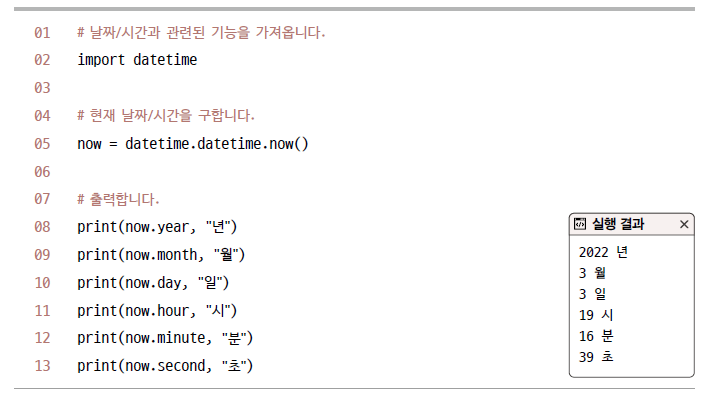 01 # 날짜/시간과 관련된 기능을 가져옵니다.
02 import datetime
03
04 # 현재 날짜/시간을 구합니다.
05 now = datetime.datetime.now()
06
07 # 출력합니다.
08 print(now.year, "년")
09 print(now.month, "월")
10 print(now.day, "일")
11 print(now.hour, "시")
12 print(now.minute, "분")
13 print(now.second, "초")
실행 결과 ×
2022 년
3 월
3 일
19 시
16 분
39 초